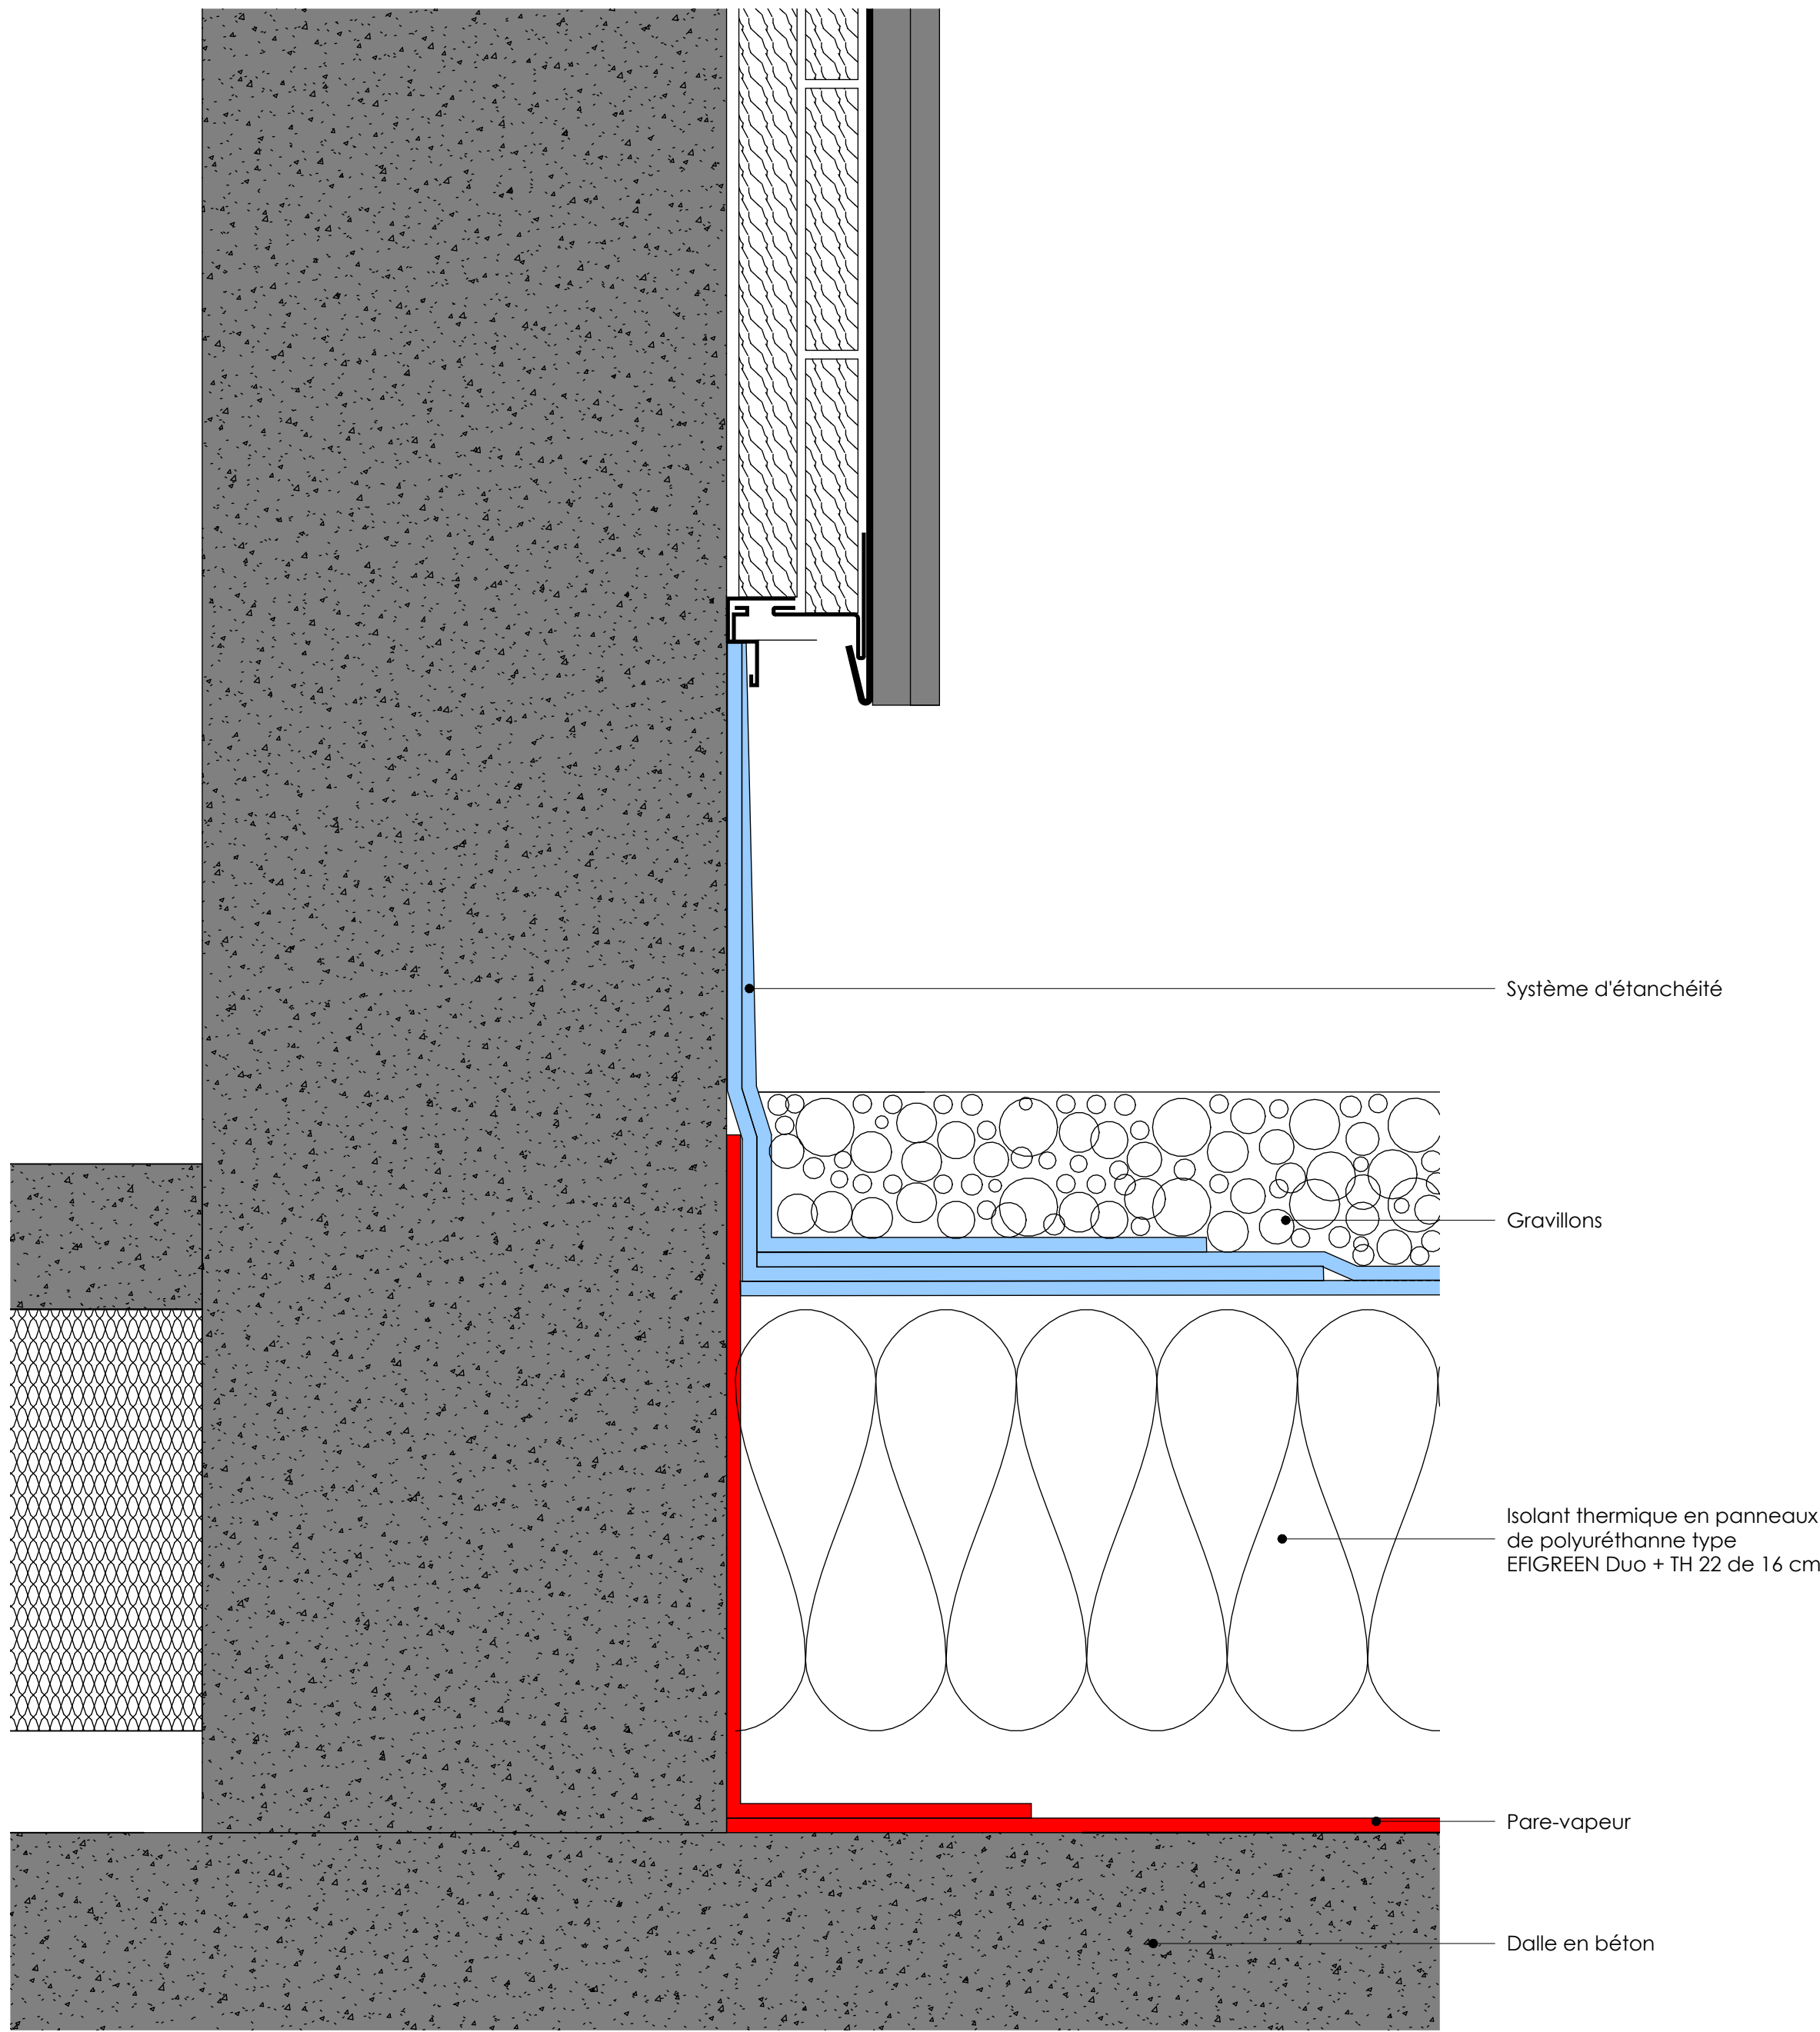 Système d'étanchéité
Gravillons
Isolant thermique en panneaux
de polyuréthanne type
EFIGREEN Duo + TH 22 de 16 cm
Pare-vapeur
Dalle en béton